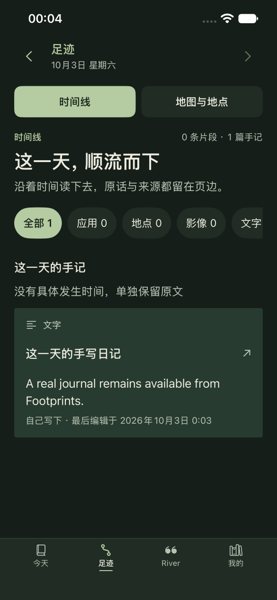 00:04
足迹
10月3日 星期六
时间线
地图与地点
时间线
0 条片段 · 1 篇手记
这一天, 顺流而下
沿着时间读下去，原话与来源都留在页边。
全部 1
应用 0
地点 0
影像 0
文字
这一天的手记
没有具体发生时间，单独保留原文
文字
这一天的手写日记
A real journal remains available from
Footprints.
自己写下 · 最后编辑于 2026年10月3日 0:03
今天
足迹
River
我的